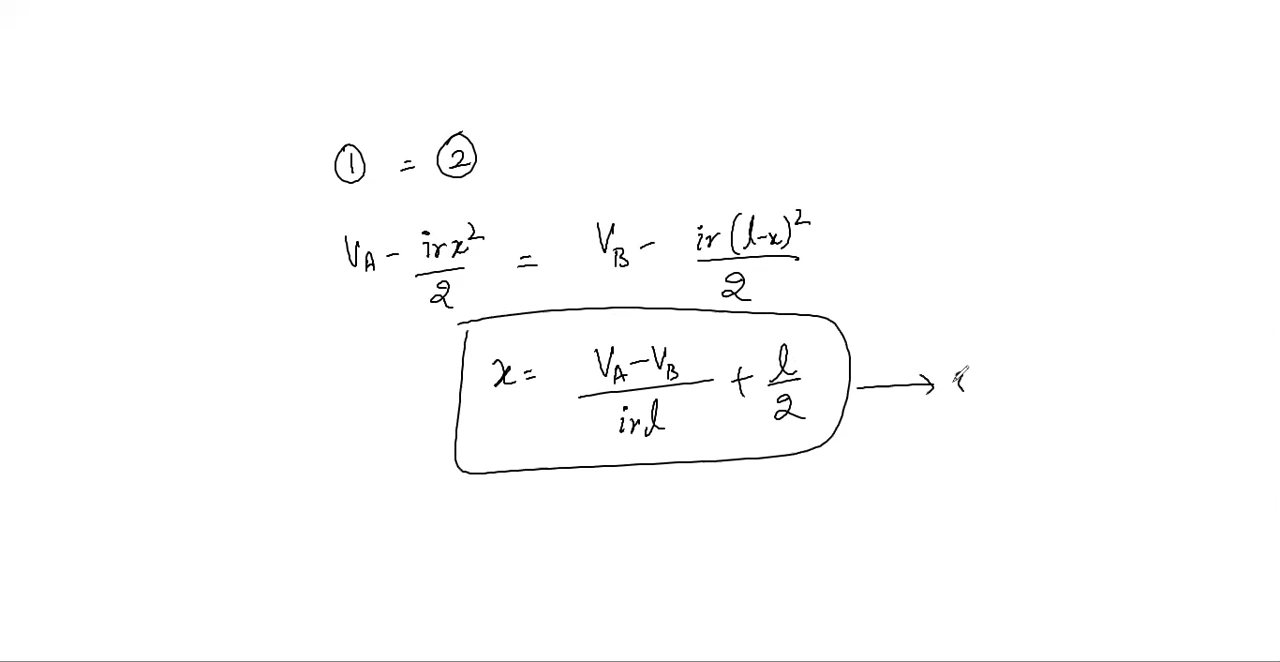 ① = ②
V_A - irx²/2 = V_B - ir(l-x)²/2
x = (V_A - V_B)/irl + l/2 →